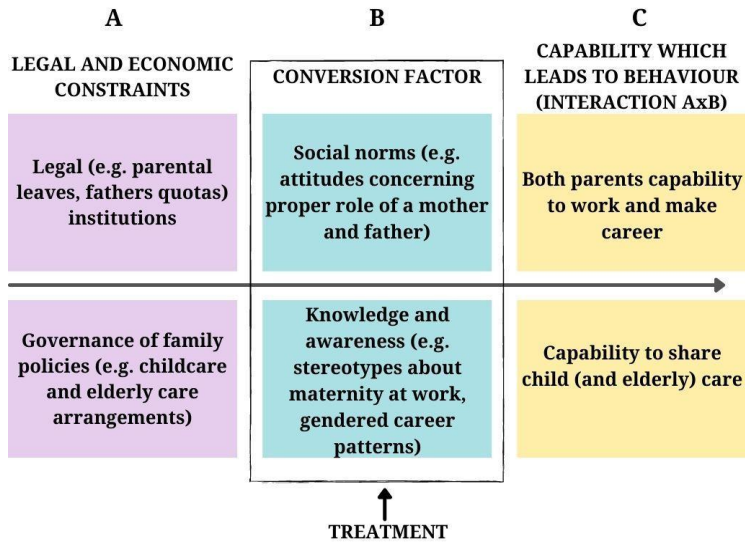 A
LEGAL AND ECONOMIC
CONSTRAINTS
Legal (e.g. parental
leaves, fathers quotas)
institutions
Governance of family
policies (e.g. childcare
and elderly care
arrangements)
B
CONVERSION FACTOR
Social norms (e.g.
attitudes concerning
proper role of a mother
and father)
Knowledge and
awareness (e.g.
stereotypes about
maternity at work,
gendered career
patterns)
TREATMENT
C
CAPABILITY WHICH
LEADS TO BEHAVIOUR
(INTERACTION AxB)
Both parents capability
to work and make
career
Capability to share
child (and elderly) care